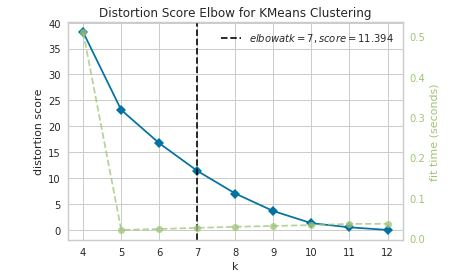 Distortion Score Elbow for KMeans Clustering
elbowatk = 7, score = 11.394
distortion score
40
35
30
25
20
15
10
5
0
fit time (seconds)
0.5
0.4
0.3
0.2
0.1
0.0
4 5 6 7 8 9 10 11 12
k